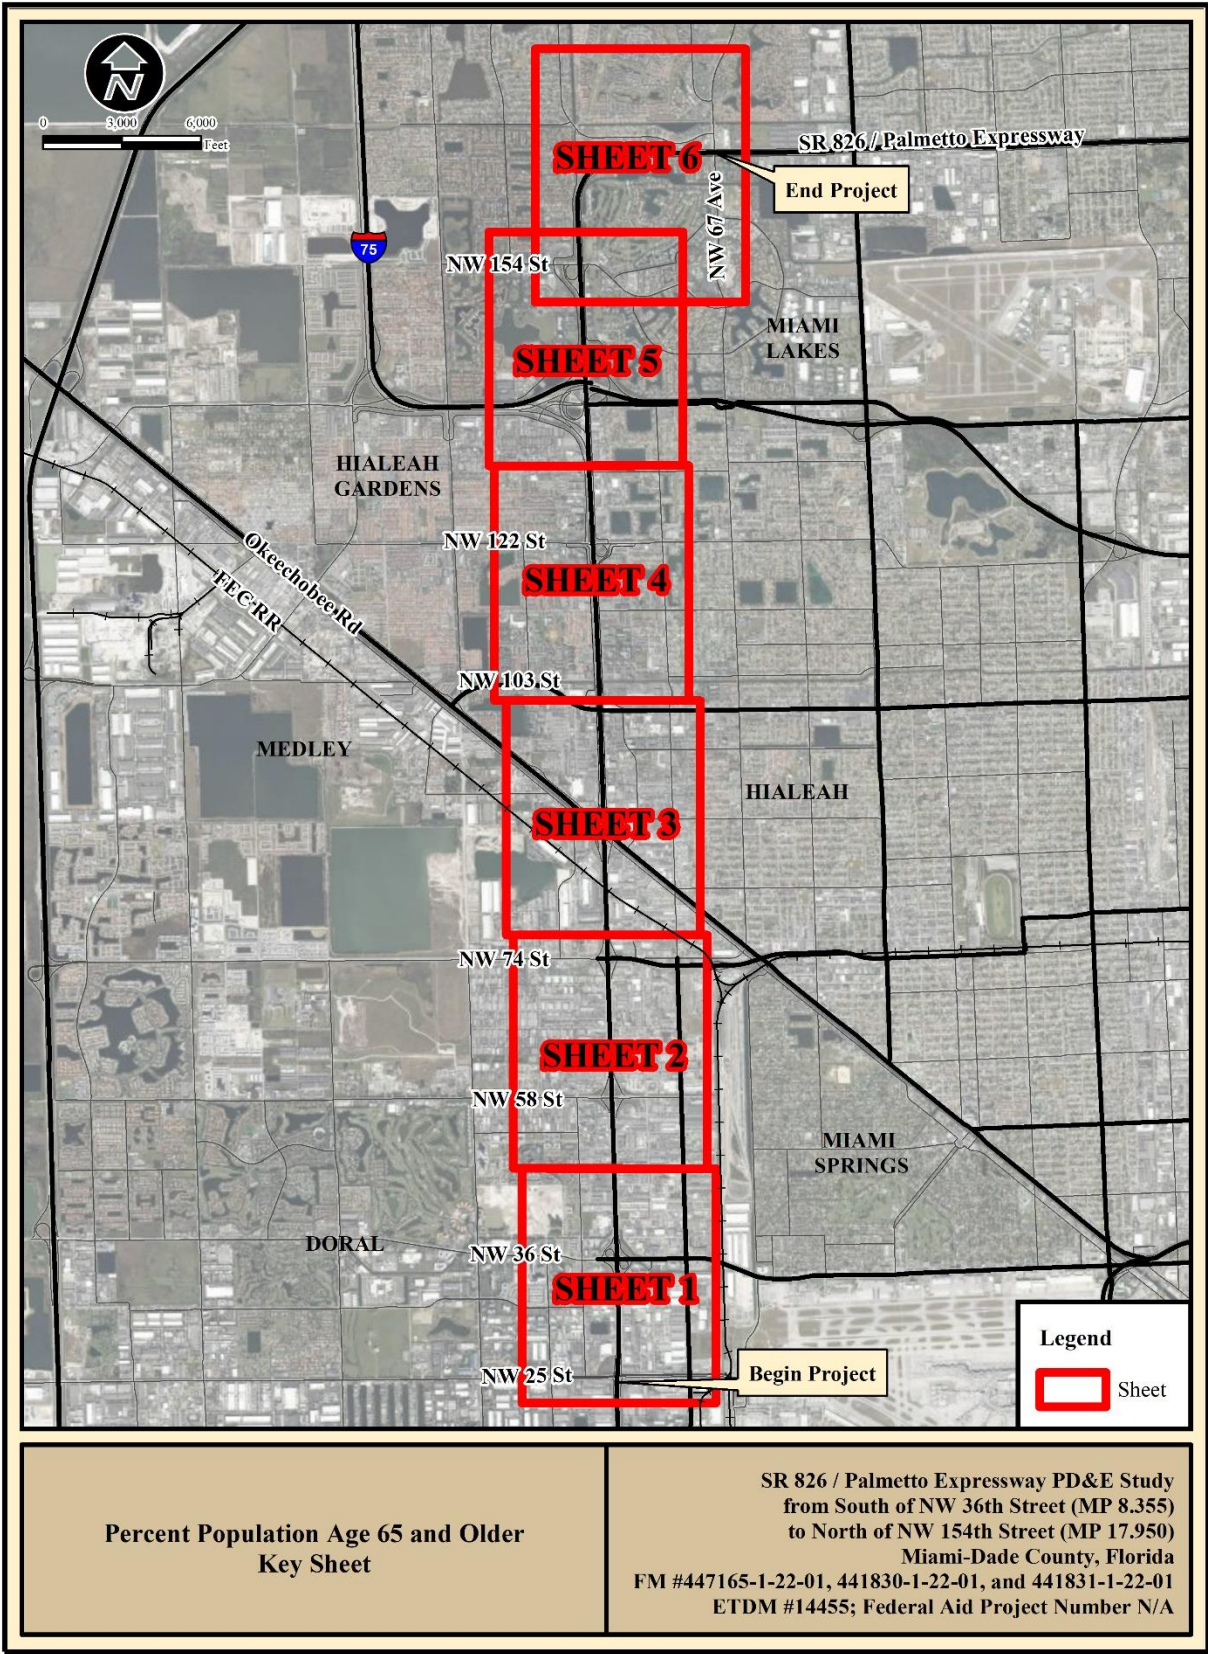 N
0 3,000 6,000
Feet
SHEET 6
SR 826 / Palmetto Expressway
End Project
NW 67 Ave
75
NW 154 St
MIAMI
LAKES
SHEET 5
HIALEAH
GARDENS
NW 122 St
Okeechobee Rd
SHEET 4
FEC RR
NW 103 St
MEDLEY
HIALEAH
SHEET 3
NW 74 St
SHEET 2
NW 58 St
MIAMI
SPRINGS
DORAL
NW 36 St
SHEET 1
NW 25 St
Begin Project
Legend
Sheet
Percent Population Age 65 and Older
Key Sheet
SR 826 / Palmetto Expressway PD&E Study
from South of NW 36th Street (MP 8.355)
to North of NW 154th Street (MP 17.950)
Miami-Dade County, Florida
FM #447165-1-22-01, 441830-1-22-01, and 441831-1-22-01
ETDM #14455; Federal Aid Project Number N/A